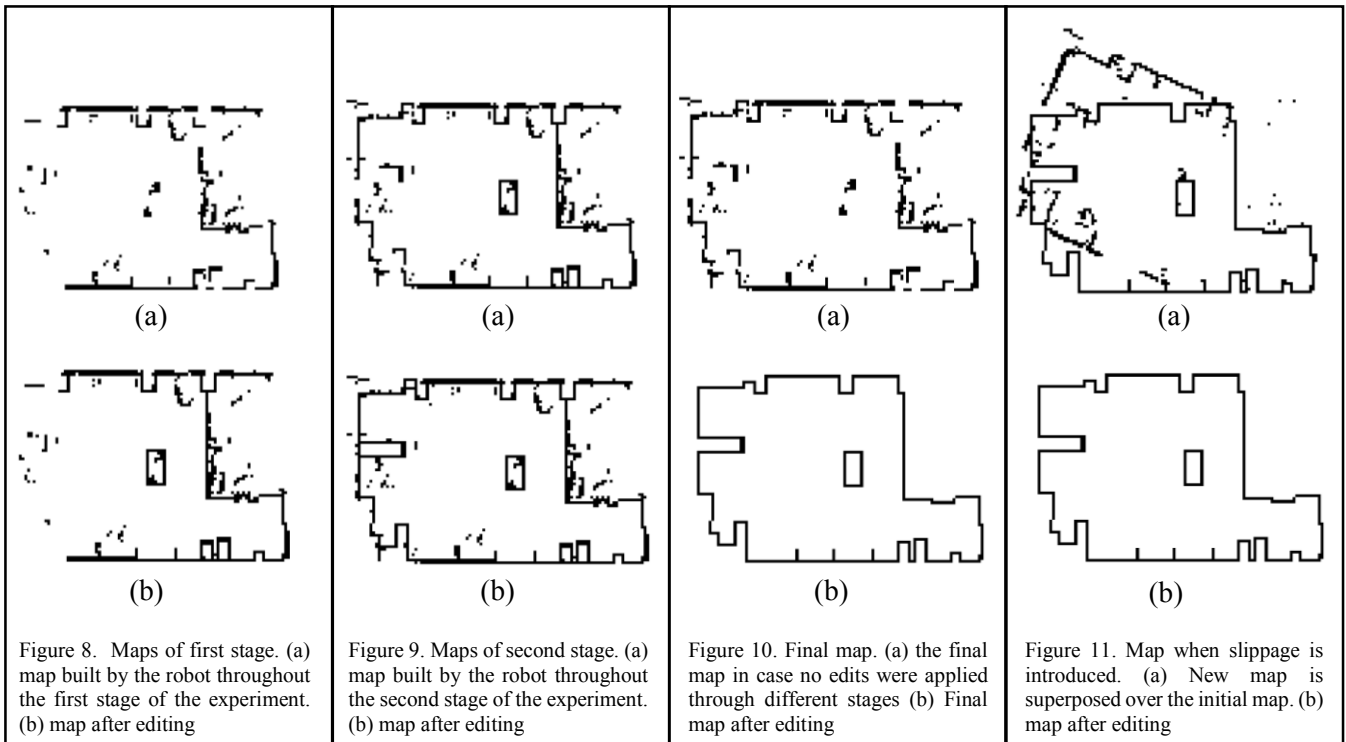 (a)
(b)
Figure 8. Maps of first stage. (a)
map built by the robot throughout
the first stage of the experiment.
(b) map after editing
(a)
(b)
Figure 9. Maps of second stage. (a)
map built by the robot throughout
the second stage of the experiment.
(b) map after editing
(a)
(b)
Figure 10. Final map. (a) the final
map in case no edits were applied
through different stages (b) Final
map after editing
(a)
(b)
Figure 11. Map when slippage is
introduced. (a) New map is
superposed over the initial map. (b)
map after editing